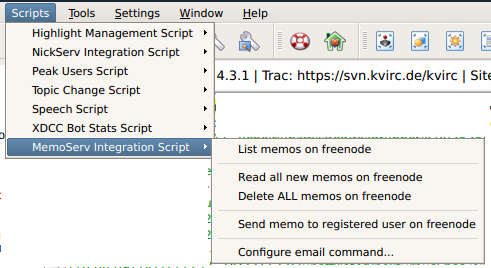 Scripts Tools Settings Window Help
Highlight Management Script
NickServ Integration Script
Peak Users Script
Topic Change Script
Speech Script
XDCC Bot Stats Script
MemoServ Integration Script
4.3.1 | Trac: https://svn.kvirc.de/kvirc | Site
List memos on freenode
Read all new memos on freenode
Delete ALL memos on freenode
Send memo to registered user on freenode
Configure email command...